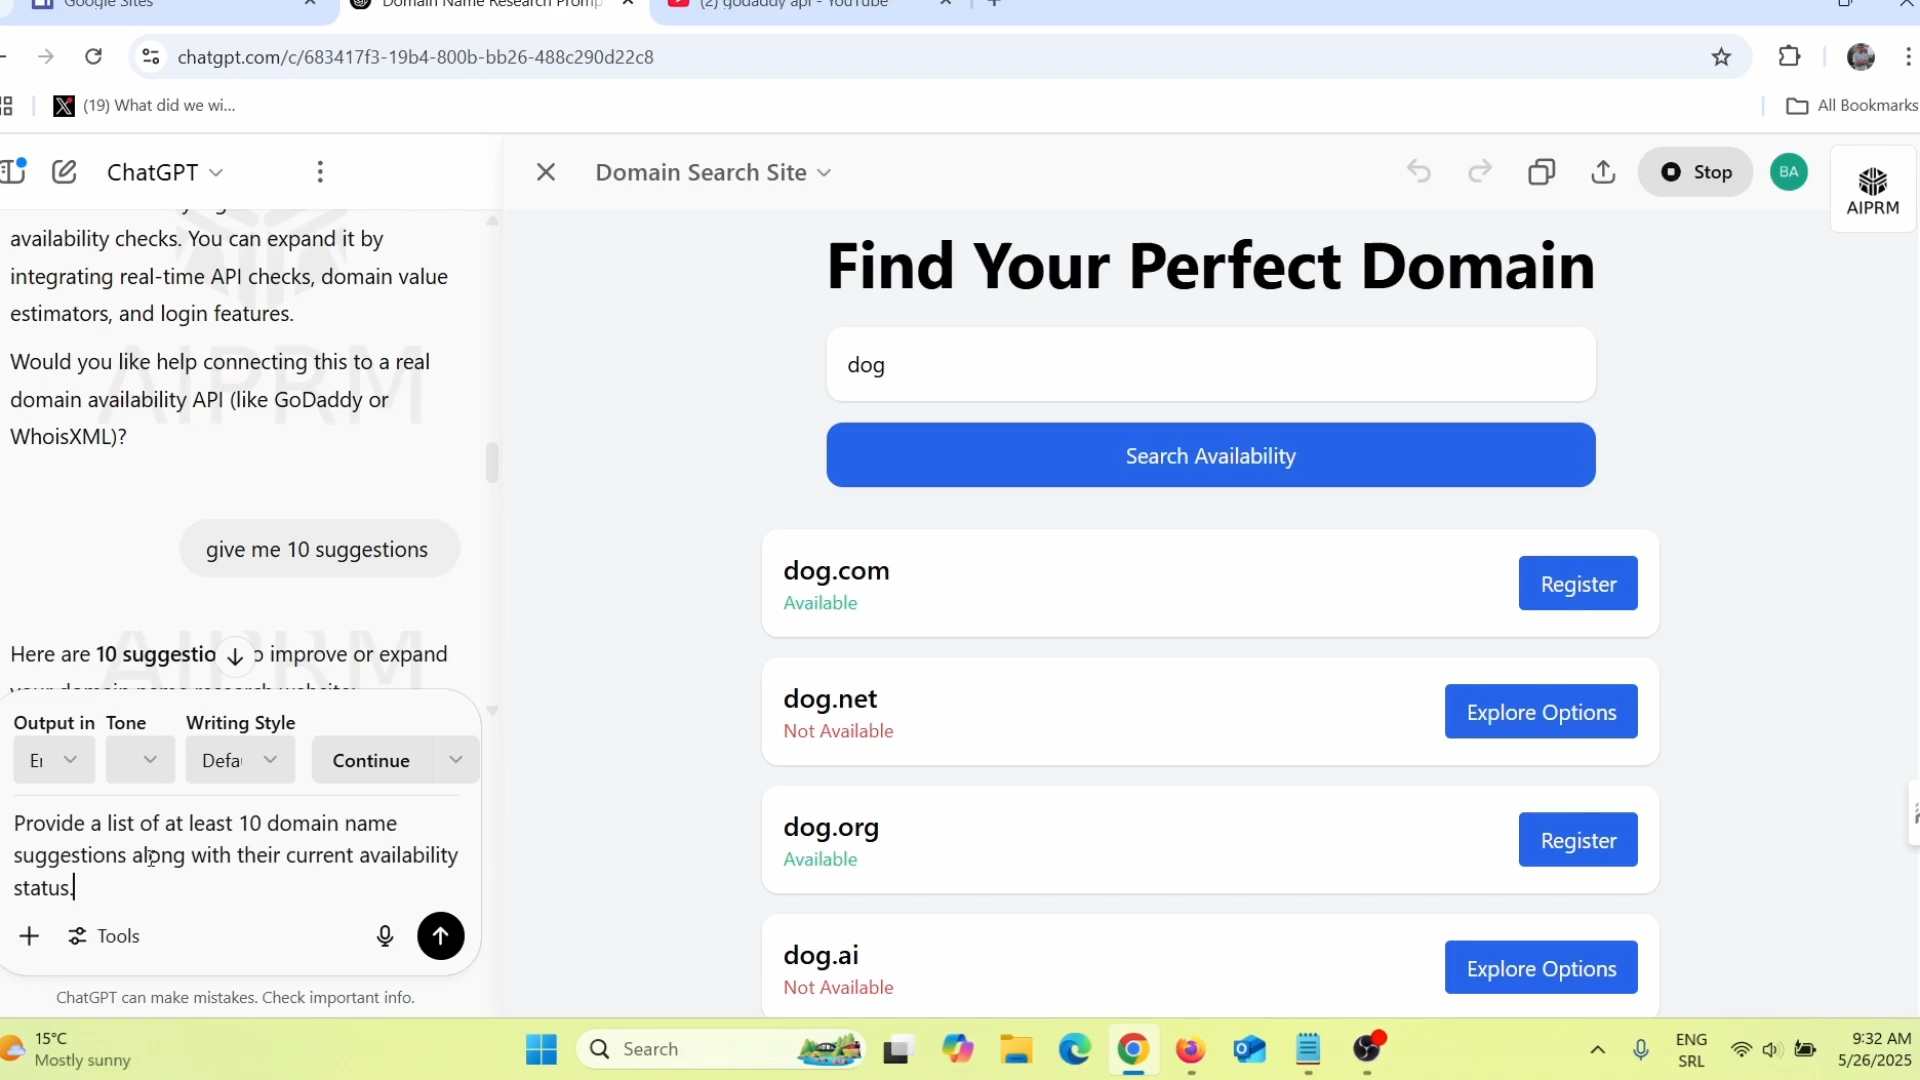 Google Sites
Domain Name Research Promp
(2) godaddy api - YouTube
chatgpt.com/c/683417f3-19b4-800b-bb26-488c290d22c8
(19) What did we wi...
All Bookmarks
ChatGPT
Domain Search Site
Stop
BA
AIPRM
availability checks. You can expand it by
integrating real-time API checks, domain value
estimators, and login features.
Would you like help connecting this to a real
domain availability API (like GoDaddy or
WhoisXML)?
AIPRM
give me 10 suggestions
Here are 10 suggestio o improve or expand
AIPRM
Output in Tone Writing Style
Defa
Continue
Provide a list of at least 10 domain name
suggestions along with their current availability
status.
Tools
ChatGPT can make mistakes. Check important info.
Find Your Perfect Domain
dog
Search Availability
dog.com
Available
Register
dog.net
Not Available
Explore Options
dog.org
Available
Register
dog.ai
Not Available
Explore Options
15°C
Mostly sunny
Search
ENG
SRL
9:32 AM
5/26/2025